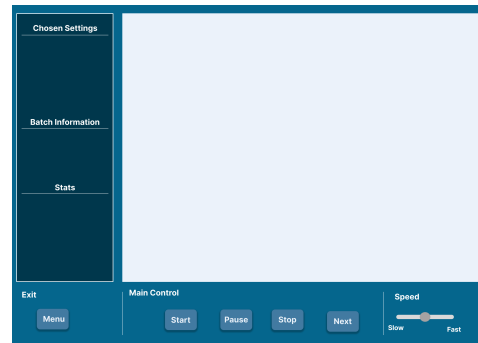 Chosen Settings
Batch Information
Stats
Exit
Menu
Main Control
Start
Pause
Stop
Next
Speed
Slow
Fast